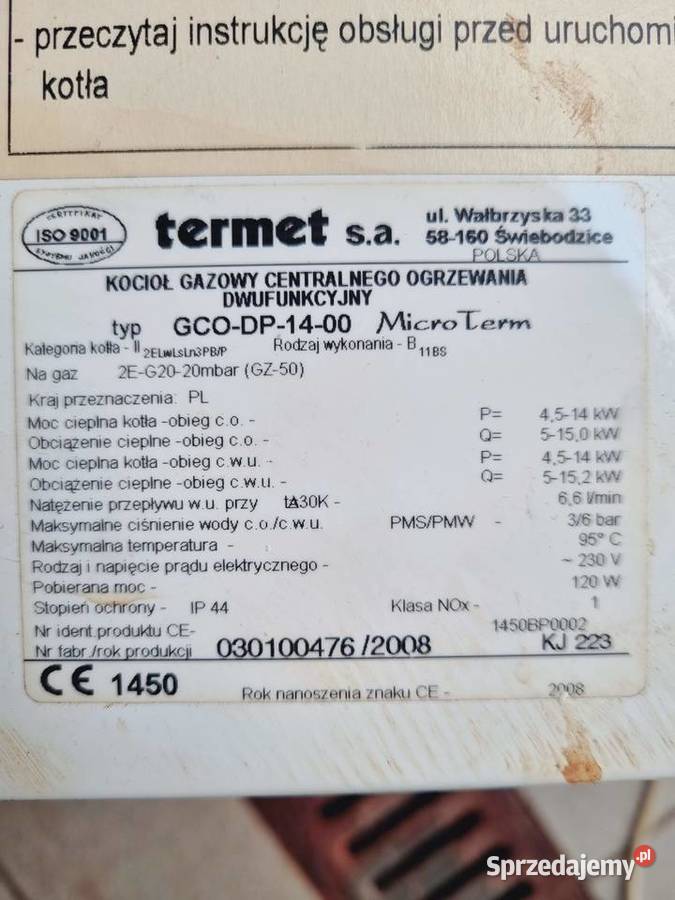 - przeczytaj instrukcję obsługi przed uruchomi
kotła
CERTYFIKAT
ISO 9001
SYSTEMU JAKOŚCI
termet s.a.
ul. Wałbrzyska 33
58-160 Świebodzice
POLSKA
KOCIOŁ GAZOWY CENTRALNEGO OGRZEWANIA
DWUFUNKCYJNY
typ GCO-DP-14-00 MicroTerm
Kategoria kotła - II 2ELwLsLn3PB/P Rodzaj wykonania - B 11BS
Na gaz 2E-G20-20mbar (GZ-50)
Kraj przeznaczenia: PL
Moc cieplna kotła -obieg c.o. - P= 4,5-14 kW
Obciążenie cieplne -obieg c.o. - Q= 5-15,0 kW
Moc cieplna kotła -obieg c.w.u. - P= 4,5-14 kW
Obciążenie cieplne -obieg c.w.u. - Q= 5-15,2 kW
Natężenie przepływu w.u. przy tΔ30K - 6,6 l/min
Maksymalne ciśnienie wody c.o./c.w.u. PMS/PMW - 3/6 bar
Maksymalna temperatura - 95° C
Rodzaj i napięcie prądu elektrycznego - ~ 230 V
Pobierana moc - 120 W
Stopień ochrony - IP 44 Klasa NOx - 1
Nr ident.produktu CE- 1450BP0002
Nr fabr./rok produkcji 030100476/2008 KJ 223
CE 1450 Rok nanoszenia znaku CE - 2008
Sprzedajemy.pl